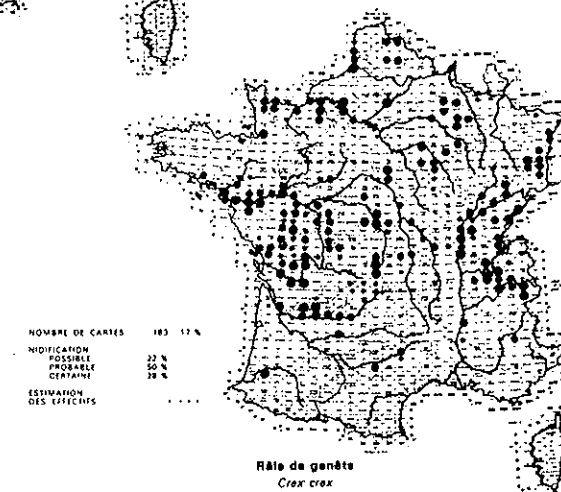 NOMBRE DE CARTES 183 17 %
NIDIFICATION
POSSIBLE 22 %
PROBABLE 50 %
CERTAINE 28 %
ESTIMATION
DES EFFECTIFS • • • •
Râle de genêts
Crex crex